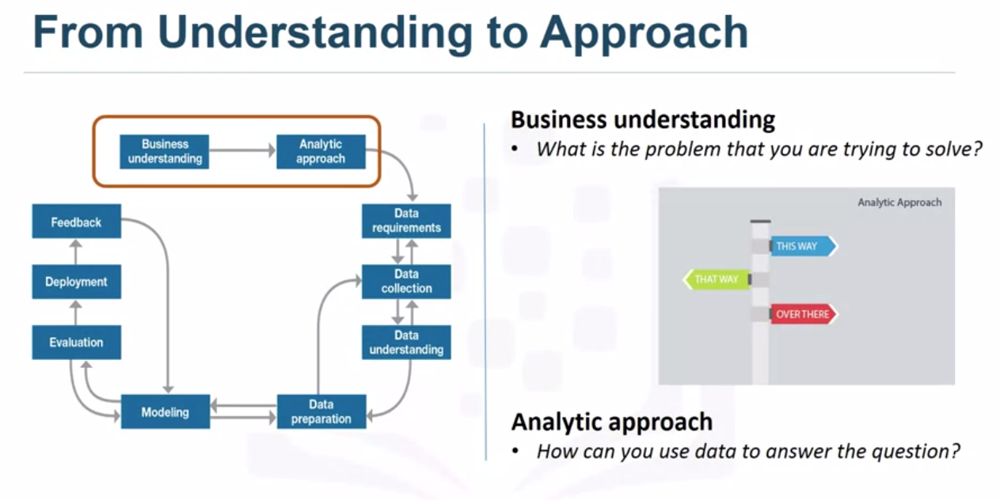 From Understanding to Approach
Business
understanding
Analytic
approach
Feedback
Data
requirements
Deployment
Data
collection
Evaluation
Data
understanding
Modeling
Data
preparation
Business understanding
• What is the problem that you are trying to solve?
Analytic Approach
THIS WAY
THAT WAY
OVER THERE
Analytic approach
• How can you use data to answer the question?